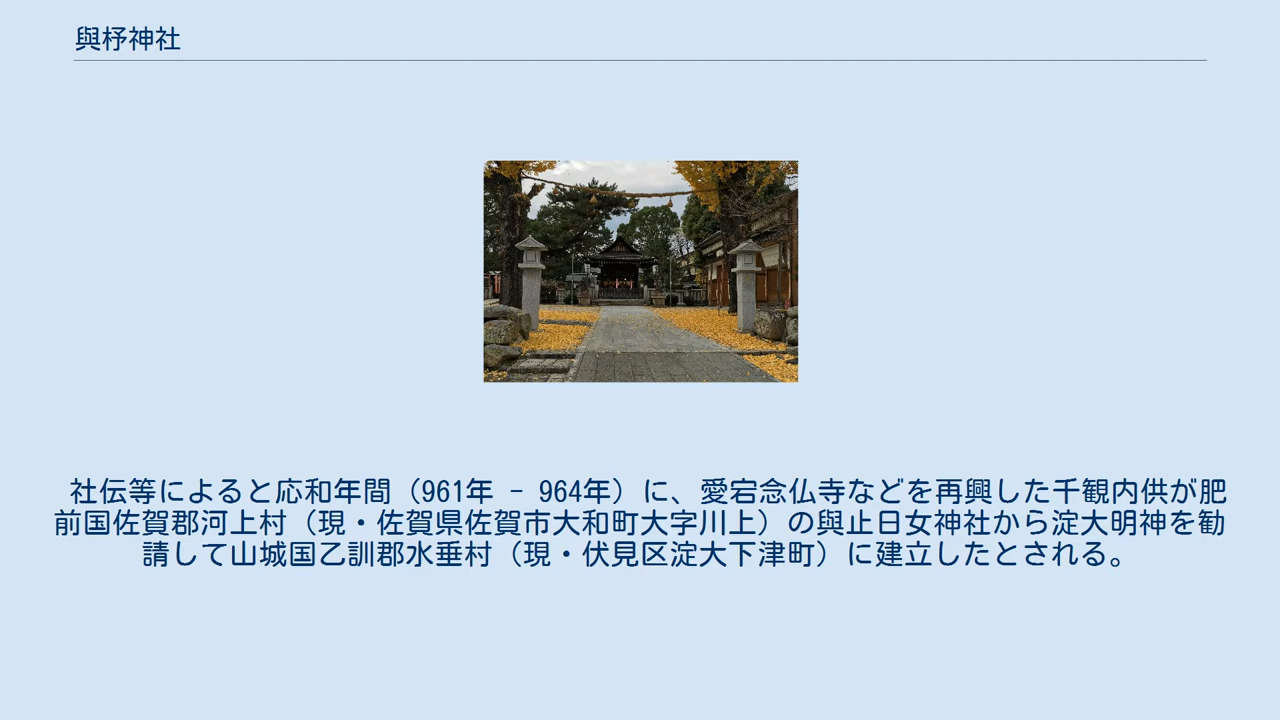 與杼神社
社伝等によると応和年間（961年 - 964年）に、愛宕念仏寺などを再興した千観内供が肥
前国佐賀郡河上村（現・佐賀県佐賀市大和町大字川上）の與止日女神社から淀大明神を勧
請して山城国乙訓郡水垂村（現・伏見区淀大下津町）に建立したとされる。